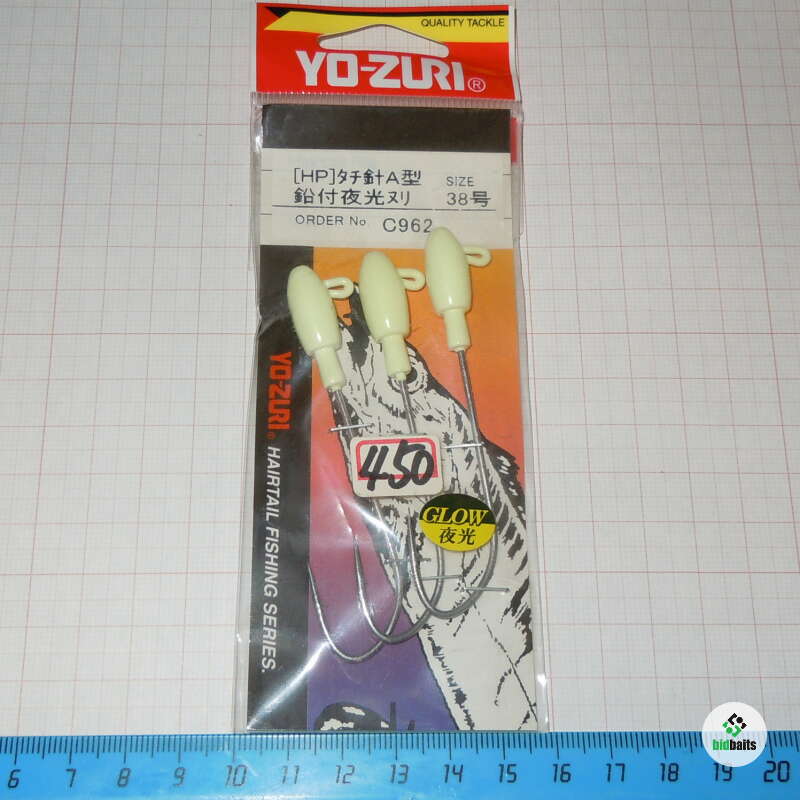 QUALITY TACKLE
YO-ZURI®
[HP]タチ針A型 SIZE
鉛付夜光ヌリ 38号
ORDER No. C962
YO-ZURI® HAIRTAIL FISHING SERIES.
450
GLOW
夜光
bidbaits
6 7 8 9 10 11 12 13 14 15 16 17 18 19 20